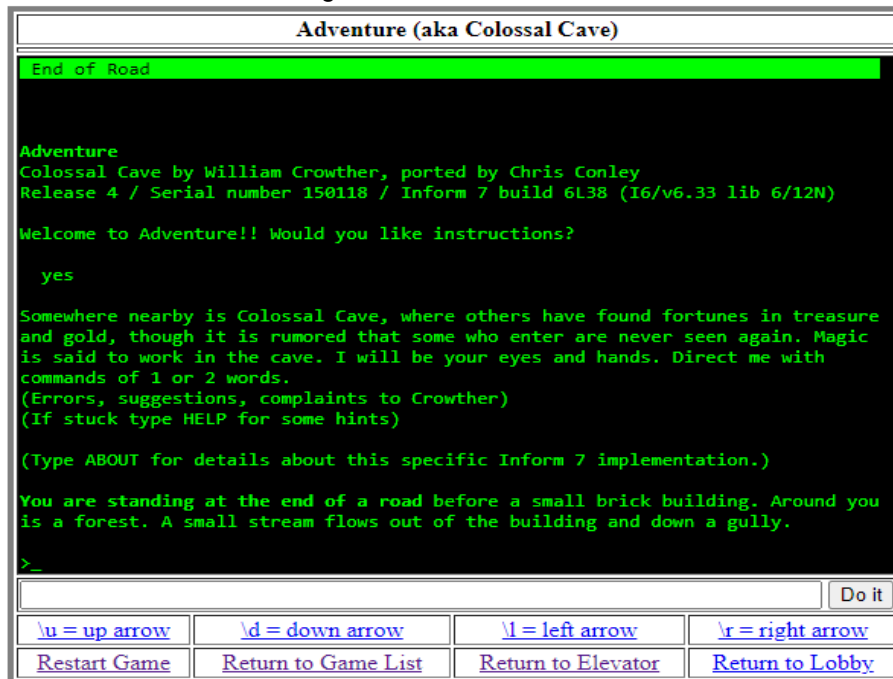 Adventure (aka Colossal Cave)
End of Road
Adventure
Colossal Cave by William Crowther, ported by Chris Conley
Release 4 / Serial number 150118 / Inform 7 build 6L38 (I6/v6.33 lib 6/12N)
Welcome to Adventure!! Would you like instructions?
yes
Somewhere nearby is Colossal Cave, where others have found fortunes in treasure
and gold, though it is rumored that some who enter are never seen again. Magic
is said to work in the cave. I will be your eyes and hands. Direct me with
commands of 1 or 2 words.
(Errors, suggestions, complaints to Crowther)
(If stuck type HELP for some hints)
(Type ABOUT for details about this specific Inform 7 implementation.)
You are standing at the end of a road before a small brick building. Around you
is a forest. A small stream flows out of the building and down a gully.
>_
Do it
\u = up arrow \d = down arrow \l = left arrow \r = right arrow
Restart Game Return to Game List Return to Elevator Return to Lobby